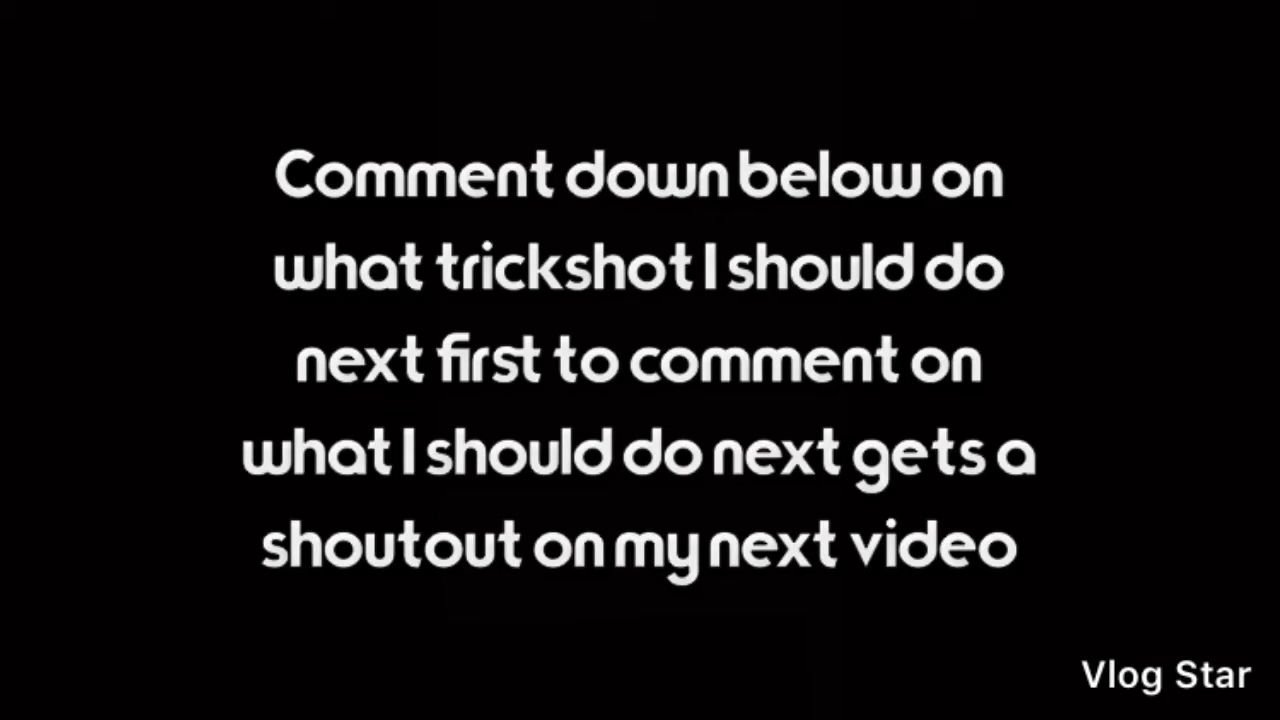 Comment down below on
what trickshot I should do
next first to comment on
what I should do next gets a
shoutout on my next video
Vlog Star